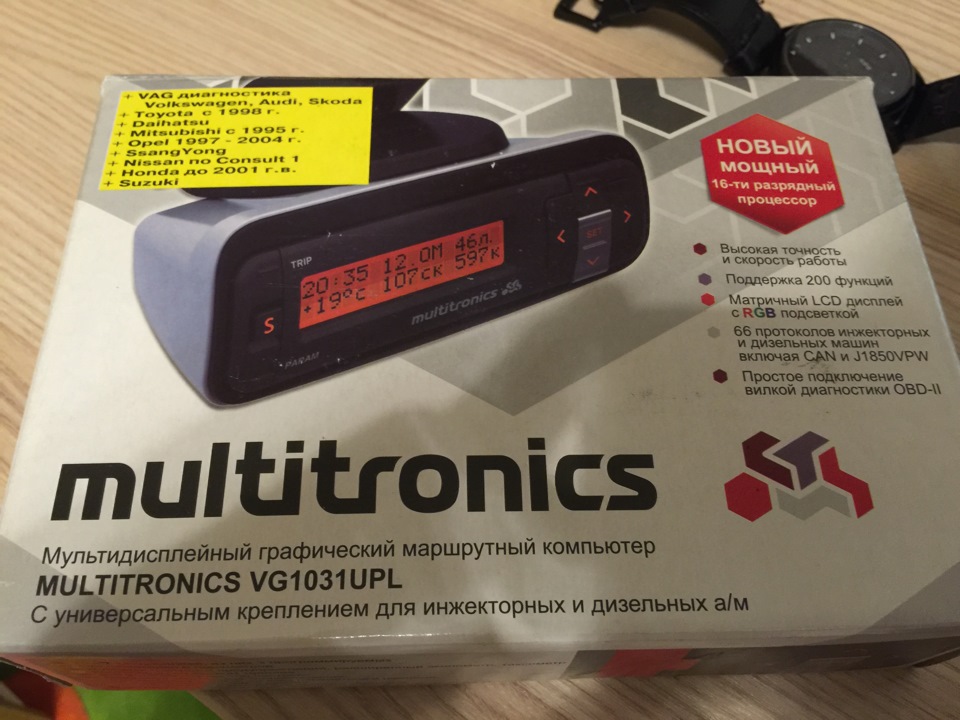 + VAG диагностика
Volkswagen, Audi, Skoda
+ Toyota с 1998 г.
+ Daihatsu
+ Mitsubishi с 1995 г.
+ Opel 1997 - 2004 г.
+ SsangYong
+ Nissan по Consult 1
+ Honda до 2001 г.в.
+ Suzuki
НОВЫЙ
МОЩНЫЙ
16-ти разрядный
процессор
TRIP
20:35 12.0М 46л.
+19°с 107ск 597к
SET
S
multitronics
PARAM
Высокая точность
и скорость работы
Поддержка 200 функций
Матричный LCD дисплей
с RGB подсветкой
66 протоколов инжекторных
и дизельных машин
включая CAN и J1850VPW
Простое подключение
вилкой диагностики OBD-II
multitronics
Мультидисплейный графический маршрутный компьютер
MULTITRONICS VG1031UPL
С универсальным креплением для инжекторных и дизельных а/м